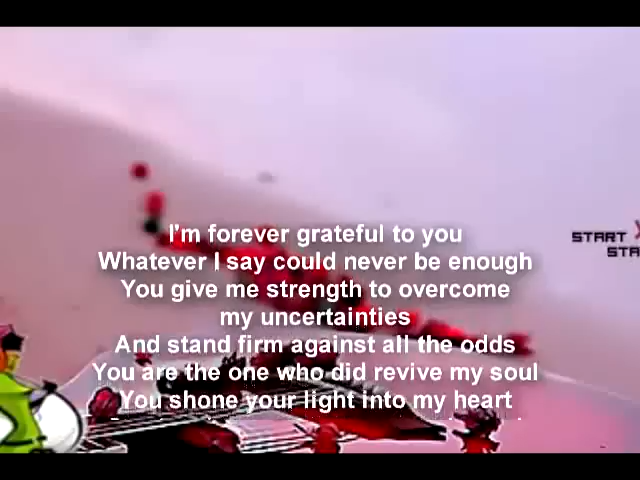 I'm forever grateful to you
START
Whatever I say could never be enough
STA
You give me strength to overcome
my uncertainties
And stand firm against all the odds
You are the one who did revive my soul
You shone your light into my heart